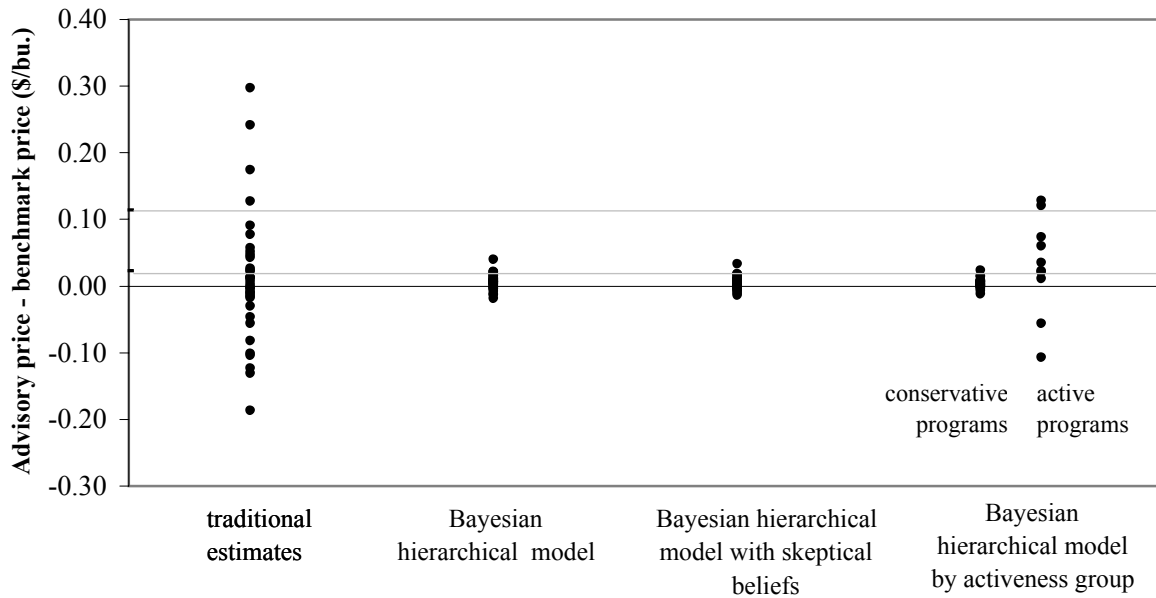 Advisory price - benchmark price ($/bu.)
0.40
0.30
0.20
0.10
0.00
-0.10
-0.20
-0.30
conservative
programs
active
programs
traditional
estimates
Bayesian
hierarchical model
Bayesian hierarchical
model with skeptical
beliefs
Bayesian
hierarchical model
by activeness group